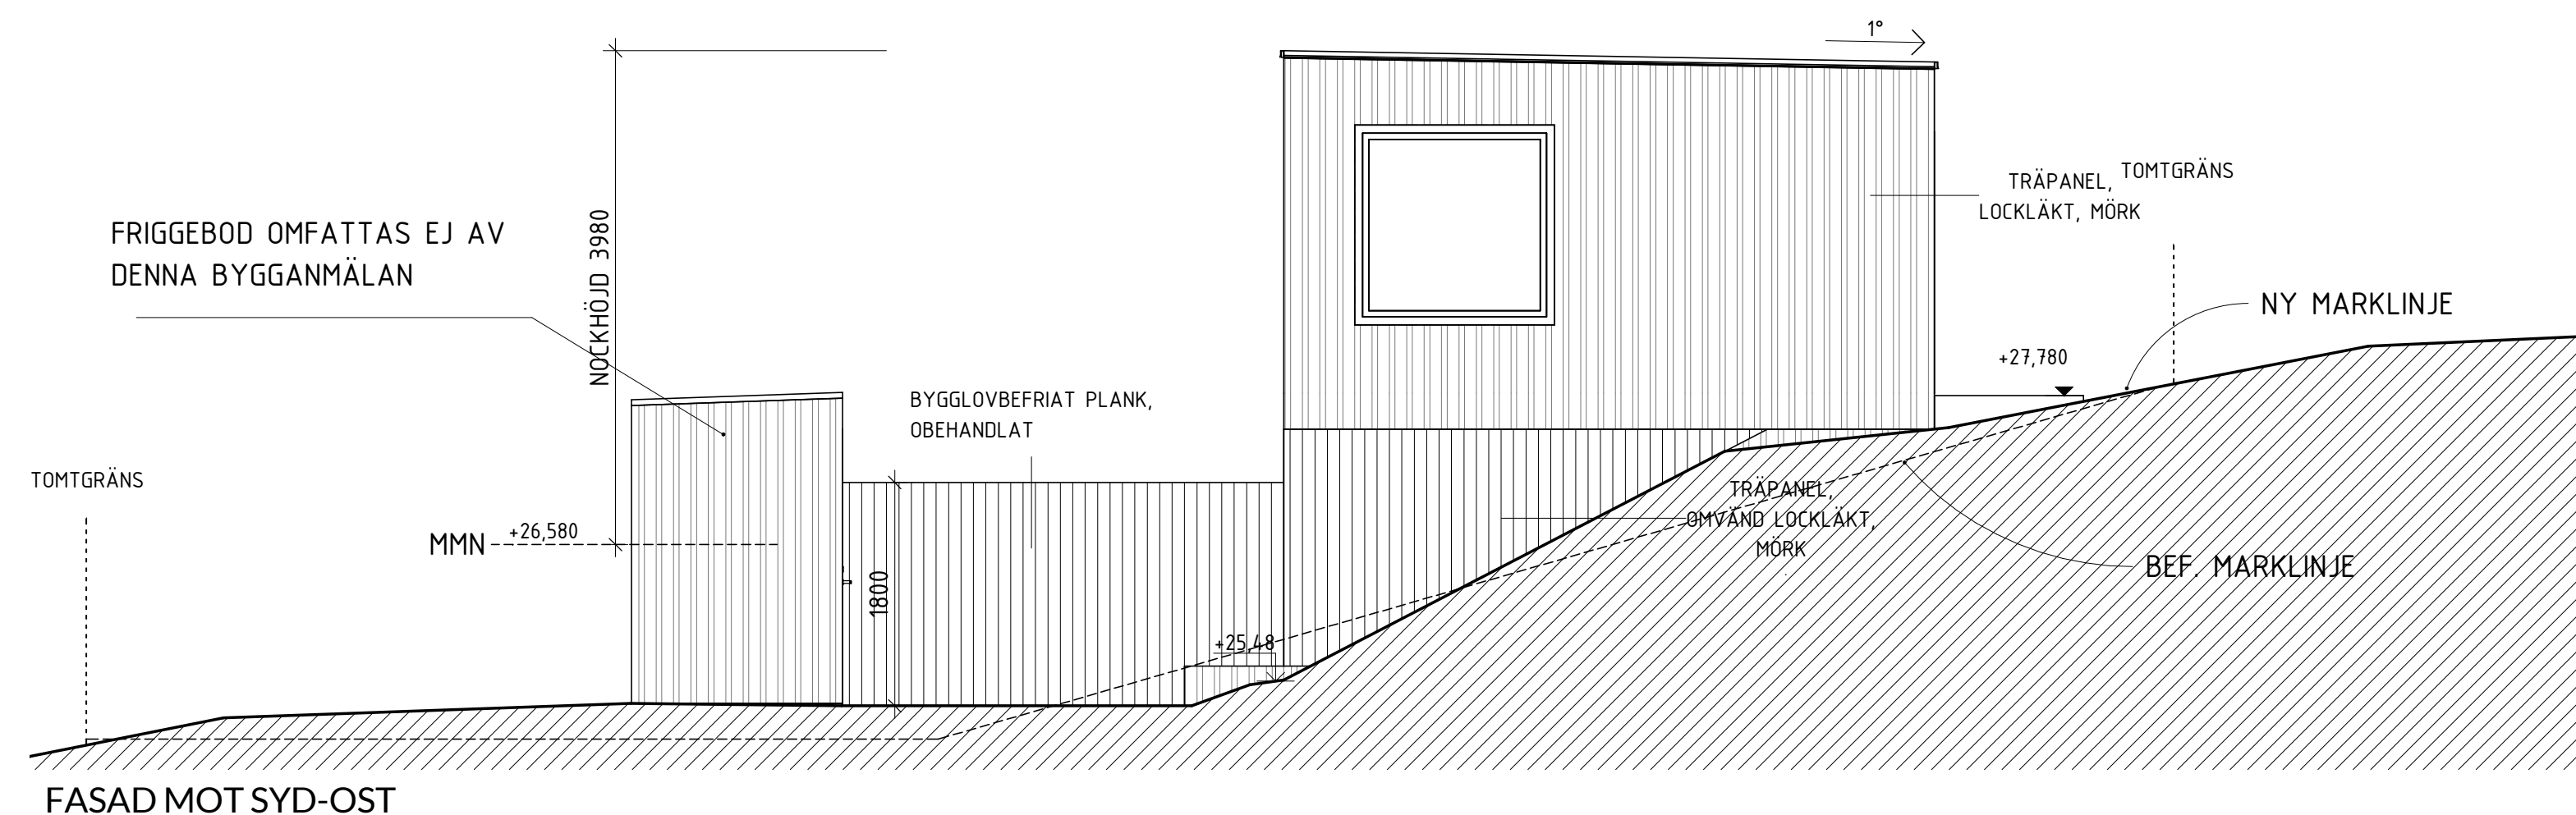 1°
TRÄPANEL,
LOCKLÄKT, MÖRK
TOMTGRÄNS
FRIGGEBOD OMFATTAS EJ AV
DENNA BYGGANMÄLAN
NOCKHÖJD 3980
NY MARKLINJE
+27,780
BYGGLOVBEFRIAT PLANK,
OBEHANDLAT
TOMTGRÄNS
TRÄPANEL,
OMVÄND LOCKLÄKT,
MÖRK
MMN
+26,580
BEF. MARKLINJE
1800
+25,48
FASAD MOT SYD-OST